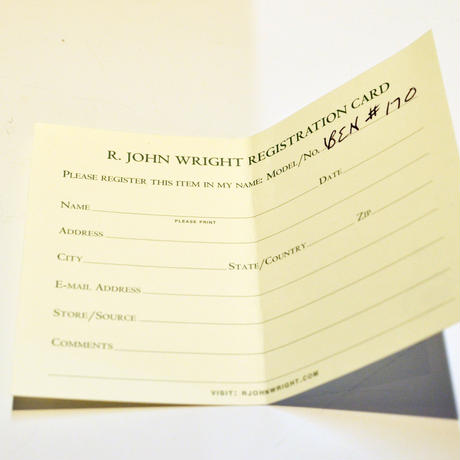 R. JOHN WRIGHT REGISTRATION CARD
PLEASE REGISTER THIS ITEM IN MY NAME: MODEL/NO. BEN # 170
NAME DATE
PLEASE PRINT
ADDRESS ZIP
CITY STATE/COUNTRY
E-MAIL ADDRESS
STORE/SOURCE
COMMENTS
VISIT: RJOHNWRIGHT.COM